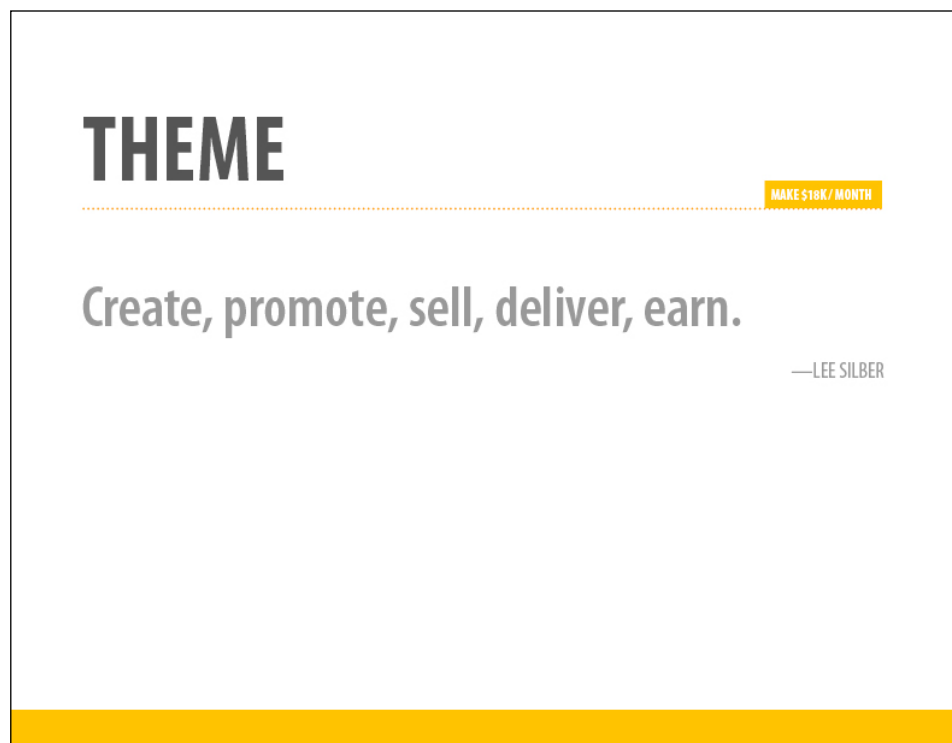 THEME
MAKE $18K / MONTH
Create, promote, sell, deliver, earn.
—LEE SILBER